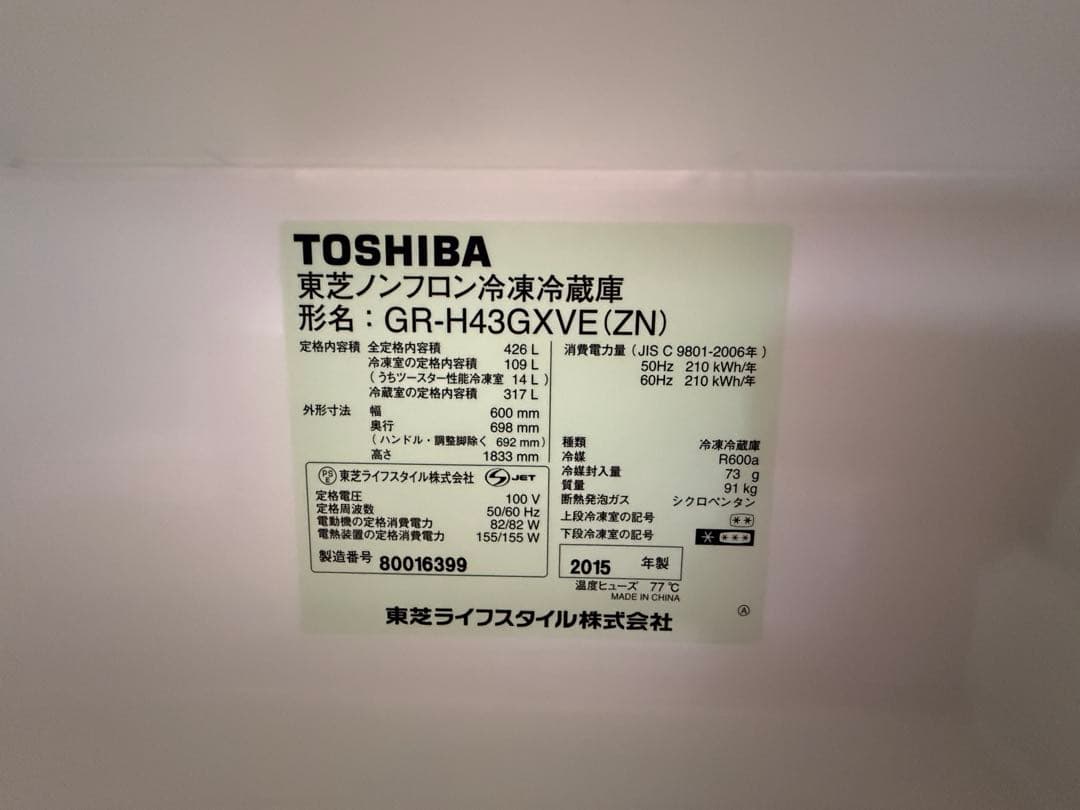 TOSHIBA
東芝ノンフロン冷凍冷蔵庫
形名：GR-H43GXVE(ZN)
定格内容積 全定格内容積 426 L
冷凍室の定格内容積 109 L
（うちツースター性能冷凍室 14 L）
冷蔵室の定格内容積 317 L
外形寸法 幅 600 mm
奥行 698 mm
（ハンドル・調整脚除く 692 mm）
高さ 1833 mm
消費電力量（JIS C 9801-2006年）
50Hz 210 kWh/年
60Hz 210 kWh/年
種類 冷凍冷蔵庫
冷媒 R600a
冷媒封入量 73 g
質量 91 kg
断熱発泡ガス シクロペンタン
上段冷凍室の記号 **
下段冷凍室の記号 * ***
PS E 東芝ライフスタイル株式会社 S JET
定格電圧 100 V
定格周波数 50/60 Hz
電動機の定格消費電力 82/82 W
電熱装置の定格消費電力 155/155 W
製造番号 80016399
2015 年製
温度ヒューズ 77℃
MADE IN CHINA
東芝ライフスタイル株式会社
Ⓐ